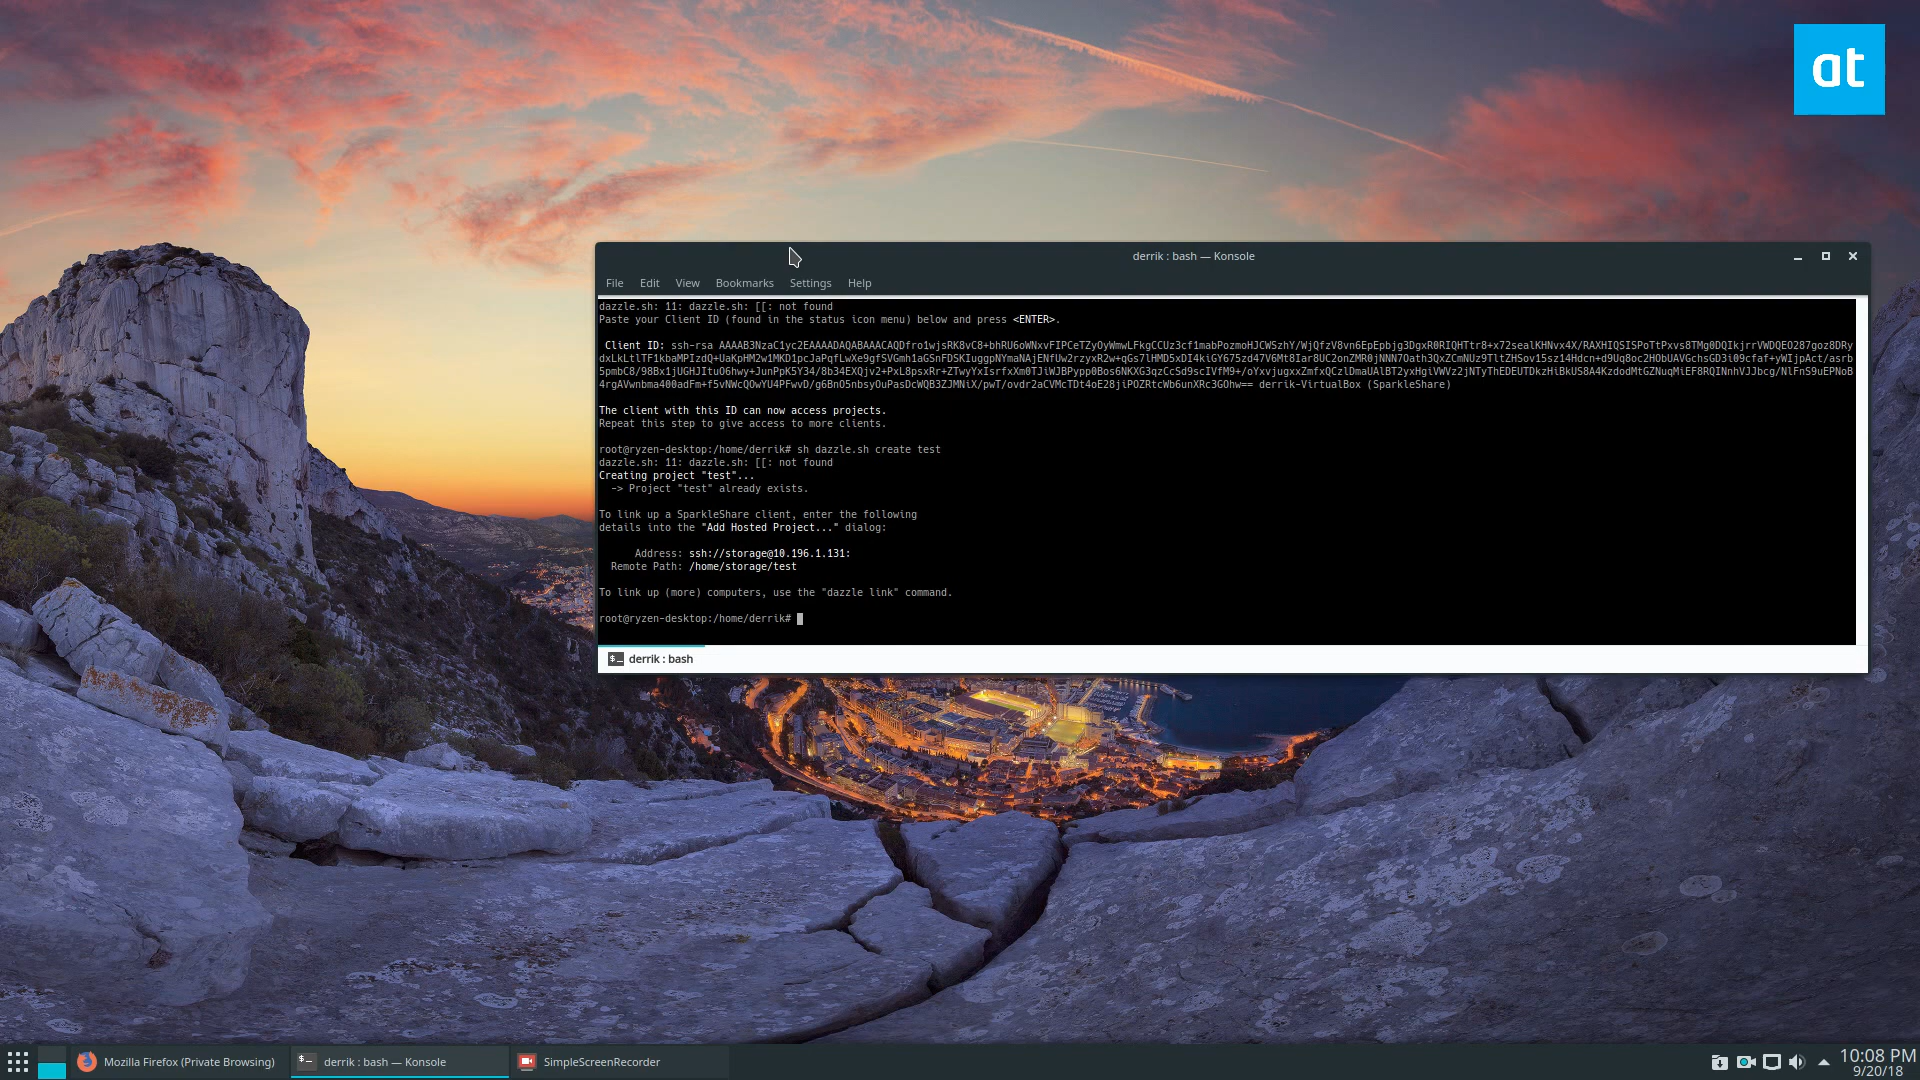 at
derrik : bash — Konsole
File Edit View Bookmarks Settings Help
dazzle.sh: 11: dazzle.sh: [[: not found
Paste your Client ID (found in the status icon menu) below and press <ENTER>.
Client ID: ssh-rsa
derrik-VirtualBox (SparkleShare)
The client with this ID can now access projects.
Repeat this step to give access to more clients.
root@ryzen-desktop:/home/derrik# sh dazzle.sh create test
dazzle.sh: 11: dazzle.sh: [[: not found
Creating project "test"...
-> Project "test" already exists.
To link up a SparkleShare client, enter the following
details into the "Add Hosted Project..." dialog:
Address: ssh://storage@10.196.1.131:
Remote Path: /home/storage/test
To link up (more) computers, use the "dazzle link" command.
root@ryzen-desktop:/home/derrik#
derrik : bash
Mozilla Firefox (Private Browsing) derrik : bash — Konsole SimpleScreenRecorder 10:08 PM
9/20/18